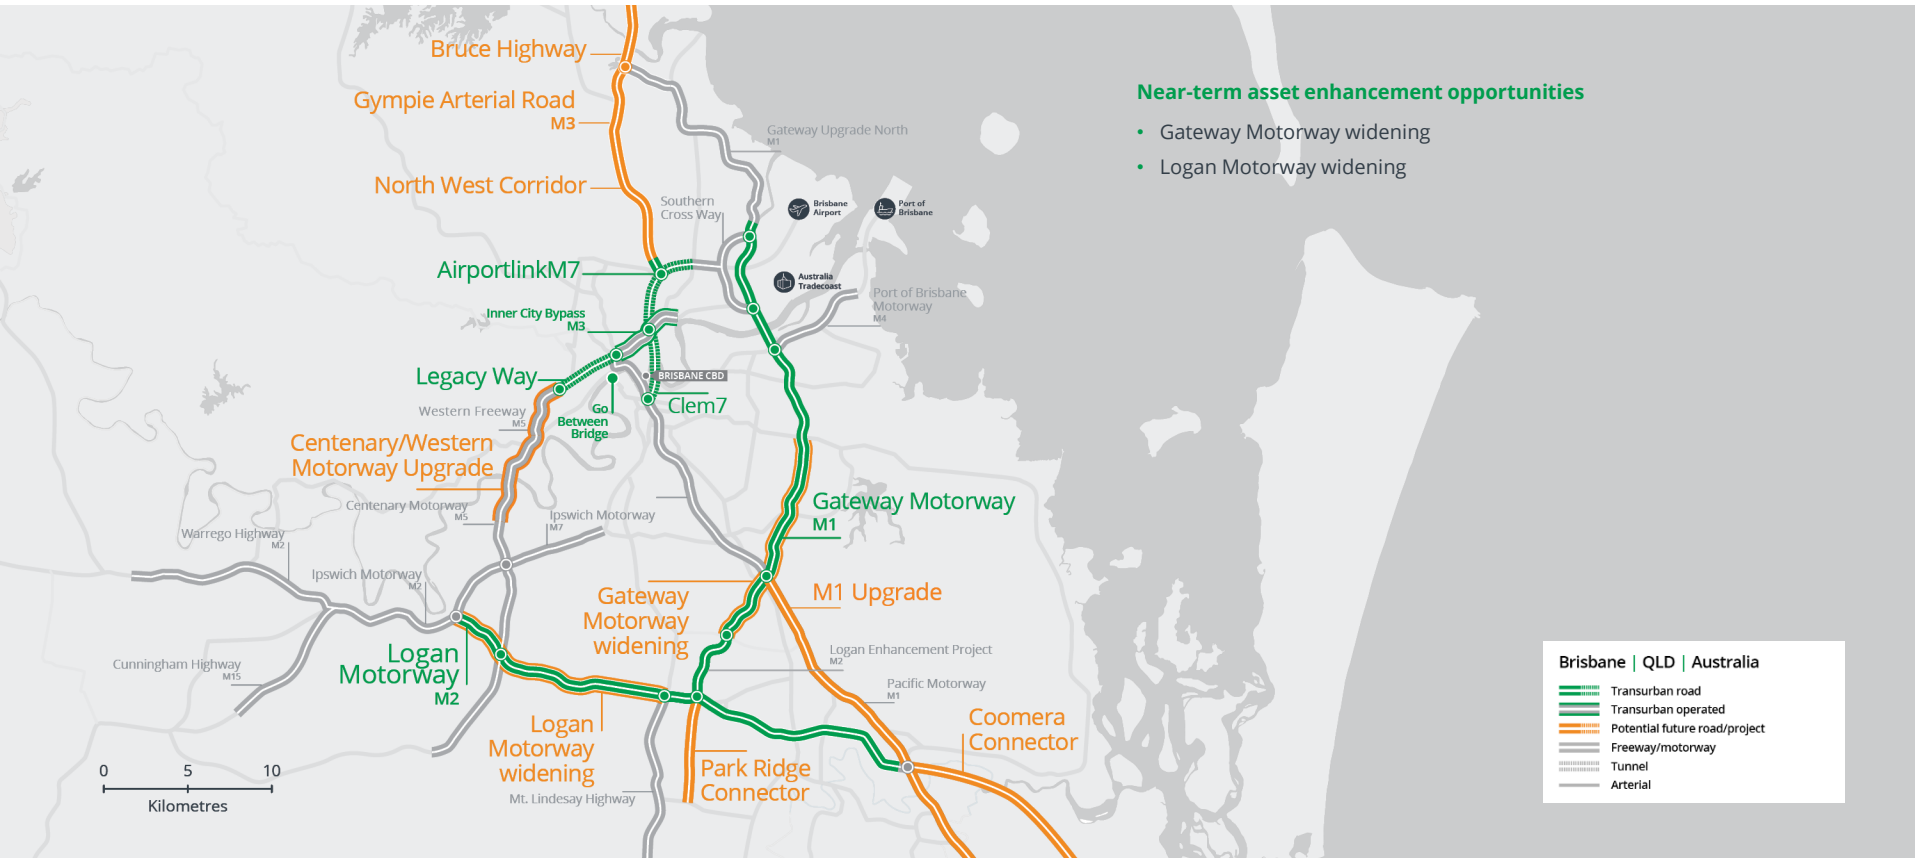 Bruce Highway
Gympie Arterial Road
M3
North West Corridor
AirportlinkM7
Inner City Bypass
M3
Legacy Way
Western Freeway
M5
Centenary/Western
Motorway Upgrade
Centenary Motorway
M5
Warrego Highway
M2
Ipswich Motorway
M2
Ipswich Motorway
M7
Cunningham Highway
M15
Logan
Motorway
M2
Logan
Motorway
widening
Mt. Lindesay Highway
Park Ridge
Connector
Gateway
Motorway
widening
M1 Upgrade
Logan Enhancement Project
M2
Pacific Motorway
M1
Coomera
Connector
Gateway Motorway
M1
Go
Between
Bridge
Clem7
BRISBANE CBD
Southern
Cross Way
Gateway Upgrade North
M1
Brisbane
Airport
Port of
Brisbane
Australia
Tradecoast
Port of Brisbane
Motorway
M4
Near-term asset enhancement opportunities
• Gateway Motorway widening
• Logan Motorway widening
0 5 10
Kilometres
Brisbane | QLD | Australia
Transurban road
Transurban operated
Potential future road/project
Freeway/motorway
Tunnel
Arterial